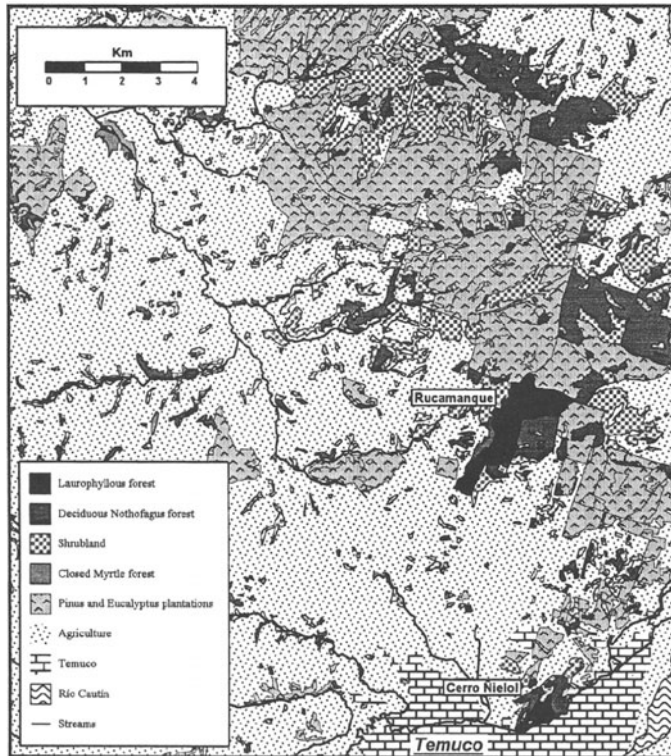 Km
0 1 2 3 4
Rucamanque
Laurophyllous forest
Deciduous Nothofagus forest
Shrubland
Closed Myrtle forest
Pinus and Eucalyptus plantations
Agriculture
Temuco
Río Cautín
Streams
Cerro Ñielol
Temuco